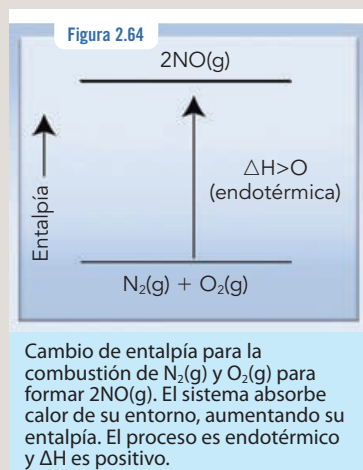 Figura 2.64
2NO(g)
Entalpía
△H>O
(endotérmica)
N₂(g) + O₂(g)
Cambio de entalpía para la
combustión de N₂(g) y O₂(g) para
formar 2NO(g). El sistema absorbe
calor de su entorno, aumentando su
entalpía. El proceso es endotérmico
y ΔH es positivo.